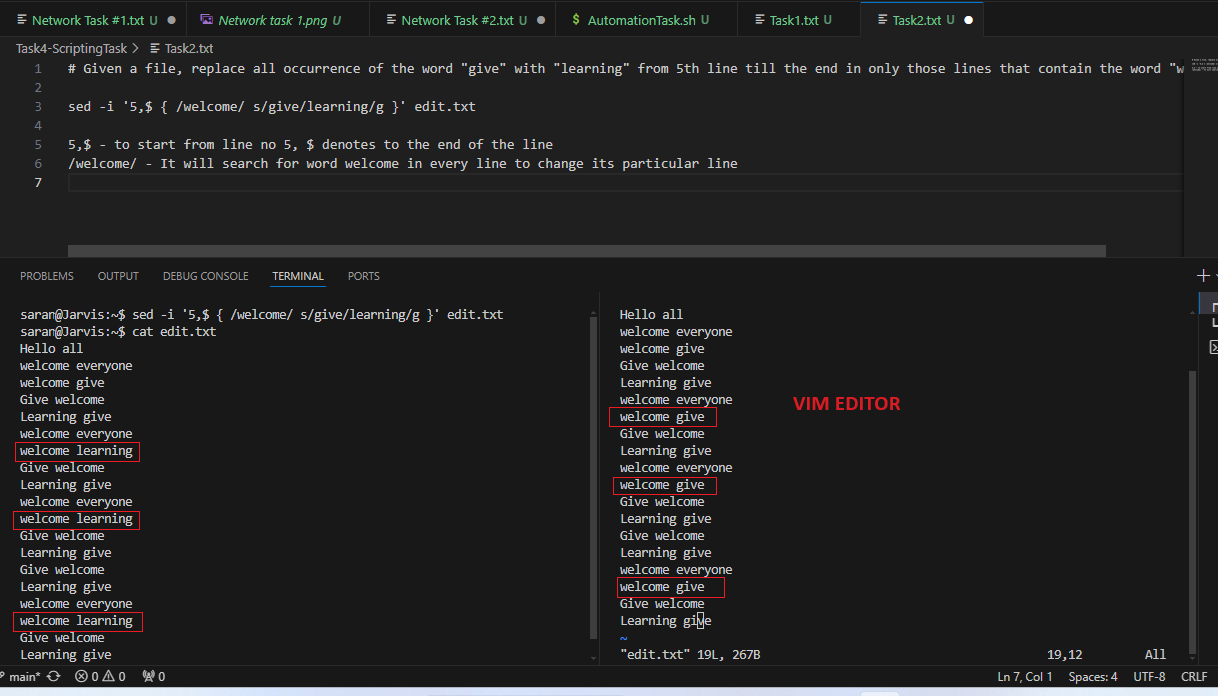 Network Task #1.txt U
Network task 1.png U
Network Task #2.txt U
$ AutomationTask.sh U
Task1.txt U
Task2.txt U
Task4-ScriptingTask > Task2.txt
1 # Given a file, replace all occurrence of the word "give" with "learning" from 5th line till the end in only those lines that contain the word "w
2
3 sed -i '5,$ { /welcome/ s/give/learning/g }' edit.txt
4
5 5,$ - to start from line no 5, $ denotes to the end of the line
6 /welcome/ - It will search for word welcome in every line to change its particular line
7
PROBLEMS OUTPUT DEBUG CONSOLE TERMINAL PORTS
saran@Jarvis:~$ sed -i '5,$ { /welcome/ s/give/learning/g }' edit.txt
saran@Jarvis:~$ cat edit.txt
Hello all
welcome everyone
welcome give
Give welcome
Learning give
welcome everyone
welcome learning
Give welcome
Learning give
welcome everyone
welcome learning
Give welcome
Learning give
Give welcome
Learning give
welcome everyone
welcome learning
Give welcome
Learning give
Hello all
welcome everyone
welcome give
Give welcome
Learning give
welcome everyone
welcome give
Give welcome
Learning give
welcome everyone
welcome give
Give welcome
Learning give
Give welcome
Learning give
welcome everyone
welcome give
Give welcome
Learning give
~
"edit.txt" 19L, 267B 19,12 All
VIM EDITOR
main* 0 0 0 Ln 7, Col 1 Spaces: 4 UTF-8 CRLF